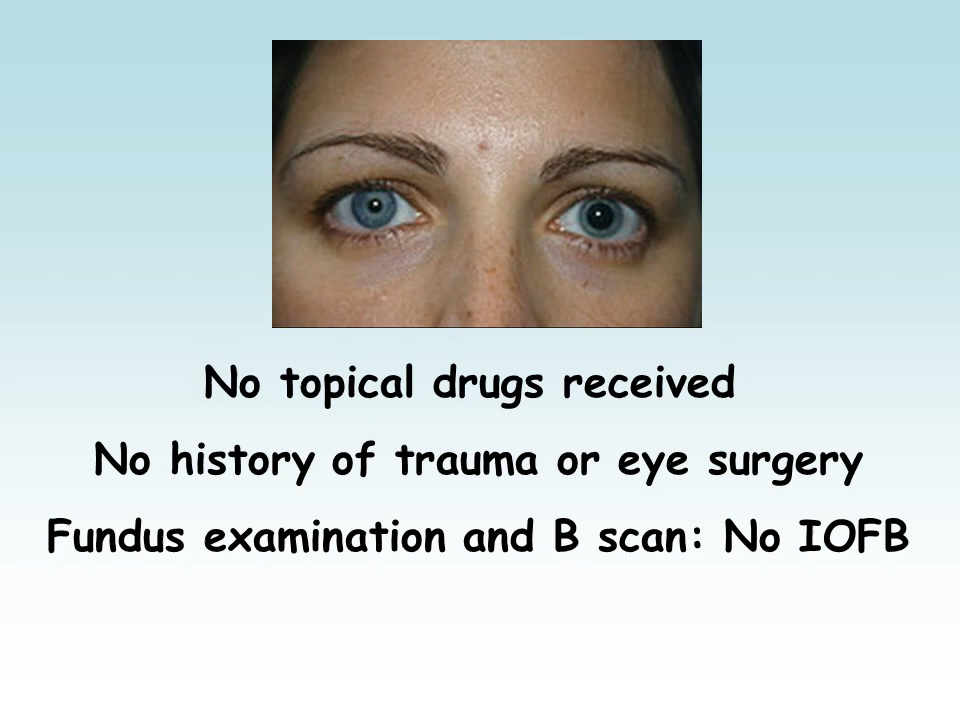 No topical drugs received
No history of trauma or eye surgery
Fundus examination and B scan: No IOFB